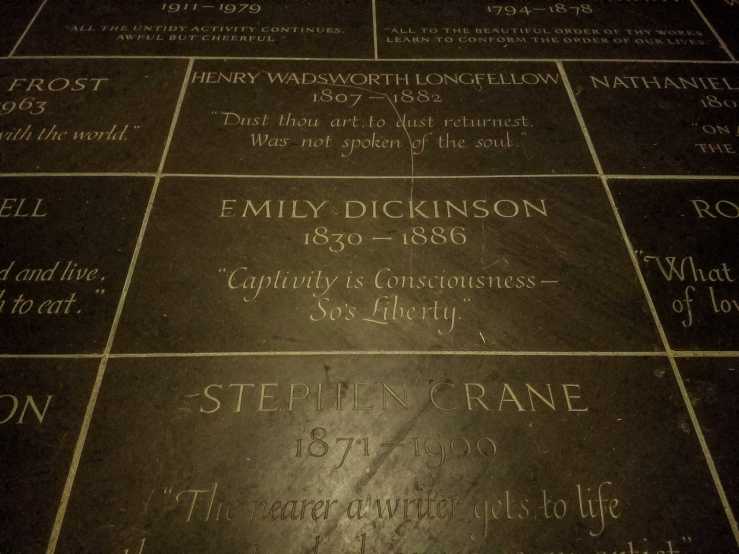 1911–1979
"ALL THE UNTIDY ACTIVITY CONTINUES,
AWFUL BUT CHEERFUL"
1794–1878
"ALL TO THE BEAUTIFUL ORDER OF THY WORKS
LEARN TO CONFORM THE ORDER OF OUR LIVES"
FROST
963
with the world."
HENRY WADSWORTH LONGFELLOW
1807–1882
"Dust thou art, to dust returnest,
Was not spoken of the soul."
NATHANIEL
180
"ON A
THE
ELL
d and live,
to eat."
EMILY DICKINSON
1830–1886
"Captivity is Consciousness–
So's Liberty."
RO
"What
of lov
ON
STEPHEN CRANE
1871–1900
"The nearer a writer gets to life